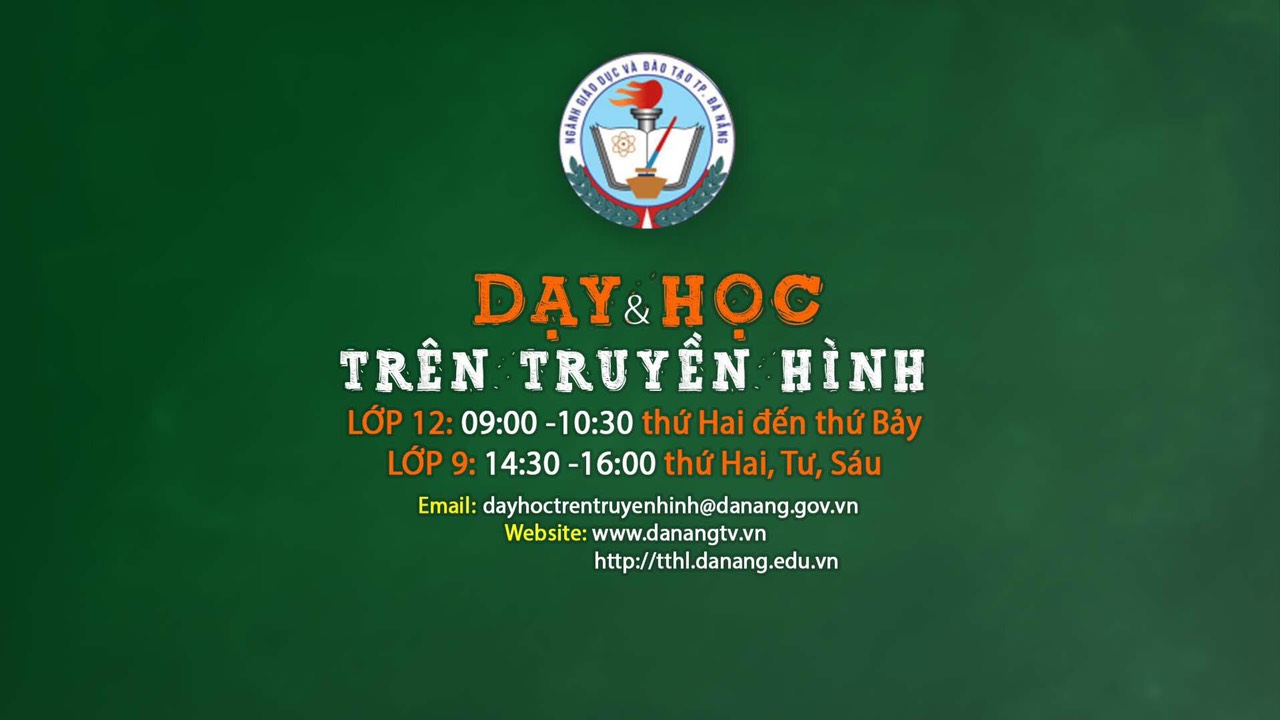 NGÀNH GIÁO DỤC VÀ ĐÀO TẠO TP. ĐÀ NẴNG
DẠY & HỌC
TRÊN TRUYỀN HÌNH
LỚP 12: 09:00 -10:30 thứ Hai đến thứ Bảy
LỚP 9: 14:30 -16:00 thứ Hai, Tư, Sáu
Email: dayhoctrentruyenhinh@danang.gov.vn
Website: www.danangtv.vn
http://tthl.danang.edu.vn